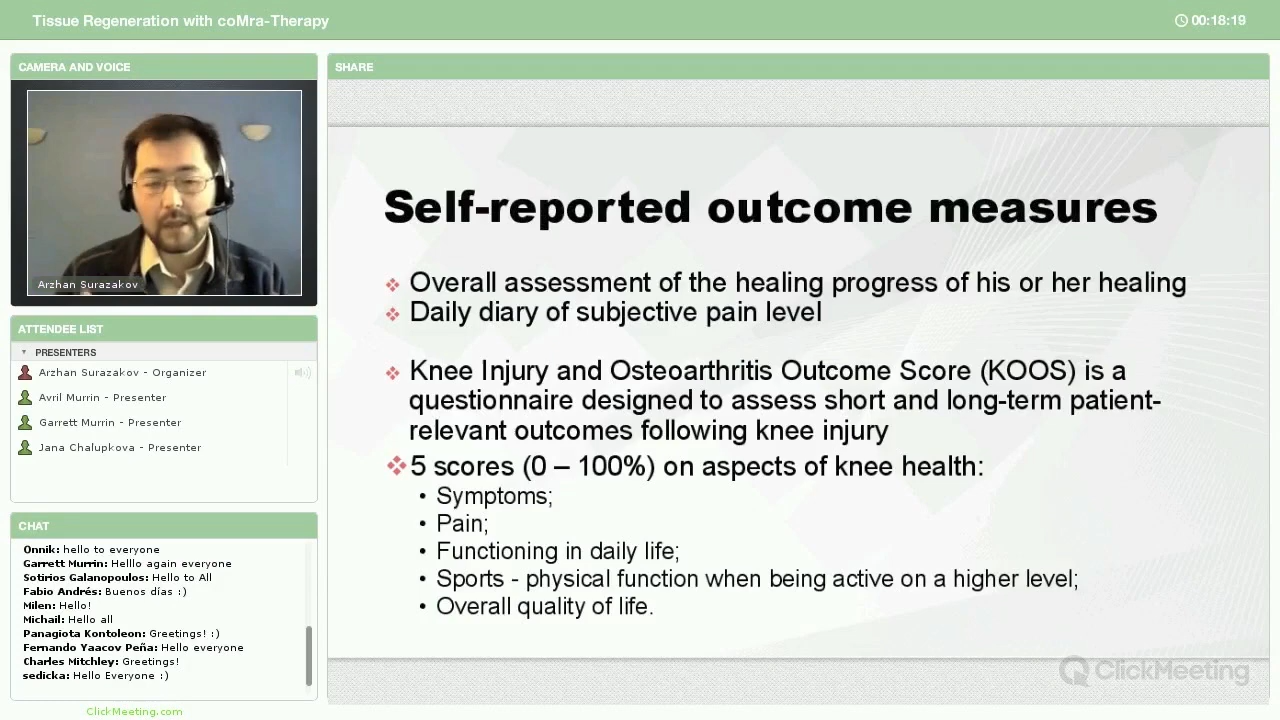 Tissue Regeneration with coMra-Therapy
00:18:19
CAMERA AND VOICE
Arzhan Surazakov
ATTENDEE LIST
PRESENTERS
Arzhan Surazakov - Organizer
Avril Murrin - Presenter
Garrett Murrin - Presenter
Jana Chalupkova - Presenter
CHAT
Onnik: hello to everyone
Garrett Murrin: Helllo again everyone
Sotirios Galanopoulos: Hello to All
Fabio Andrés: Buenos días :)
Milen: Hello!
Michail: Hello all
Panagiota Kontoleon: Greetings! :)
Fernando Yaacov Peña: Hello everyone
Charles Mitchley: Greetings!
sedicka: Hello Everyone :)
ClickMeeting.com
SHARE
Self-reported outcome measures
Overall assessment of the healing progress of his or her healing
Daily diary of subjective pain level
Knee Injury and Osteoarthritis Outcome Score (KOOS) is a
questionnaire designed to assess short and long-term patient-
relevant outcomes following knee injury
5 scores (0 – 100%) on aspects of knee health:
• Symptoms;
• Pain;
• Functioning in daily life;
• Sports - physical function when being active on a higher level;
• Overall quality of life.
ClickMeeting